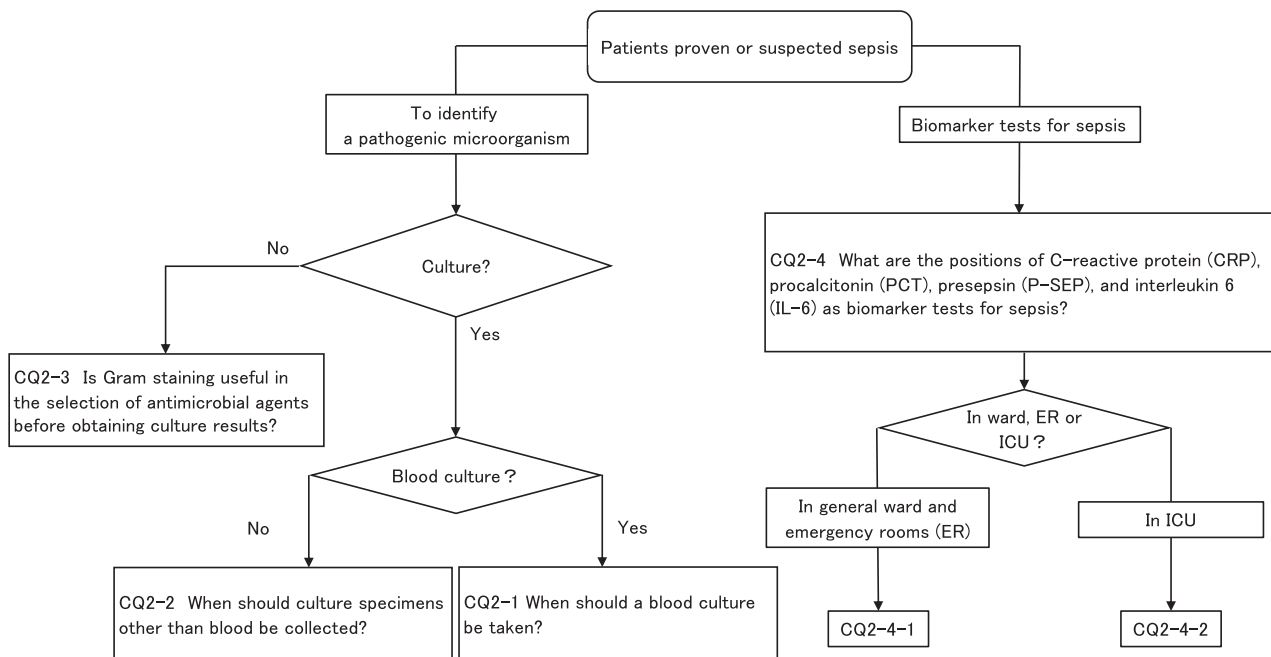 Patients proven or suspected sepsis
To identify
a pathogenic microorganism
Biomarker tests for sepsis
Culture?
No
Yes
CQ2-4 What are the positions of C-reactive protein (CRP),
procalcitonin (PCT), presepsin (P-SEP), and interleukin 6
(IL-6) as biomarker tests for sepsis?
CQ2-3 Is Gram staining useful in
the selection of antimicrobial agents
before obtaining culture results?
In ward, ER or
ICU?
Blood culture?
No
Yes
In general ward and
emergency rooms (ER)
In ICU
CQ2-2 When should culture specimens
other than blood be collected?
CQ2-1 When should a blood culture
be taken?
CQ2-4-1
CQ2-4-2